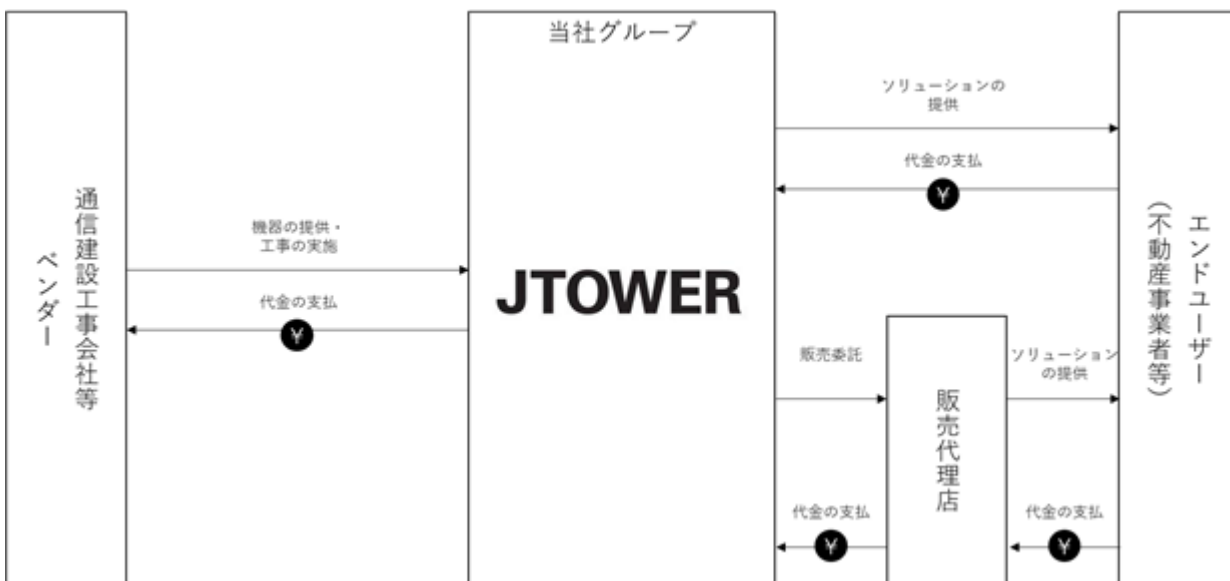 当社グループ
通信建設工事会社等
ベンダー
機器の提供・
工事の実施
代金の支払
¥
JTOWER
ソリューションの
提供
代金の支払
¥
販売委託
代金の支払
¥
販売代理店
ソリューション
の提供
代金の支払
¥
エンドユーザー
(不動産事業者等)